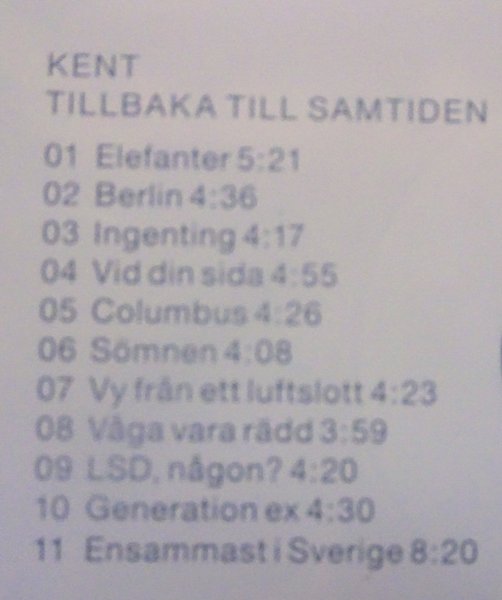 KENT
TILLBAKA TILL SAMTIDEN
01 Elefanter 5:21
02 Berlin 4:36
03 Ingenting 4:17
04 Vid din sida 4:55
05 Columbus 4:26
06 Sömnen 4:08
07 Vy från ett luftslott 4:23
08 Våga vara rädd 3:59
09 LSD, någon? 4:20
10 Generation ex 4:30
11 Ensammast i Sverige 8:20